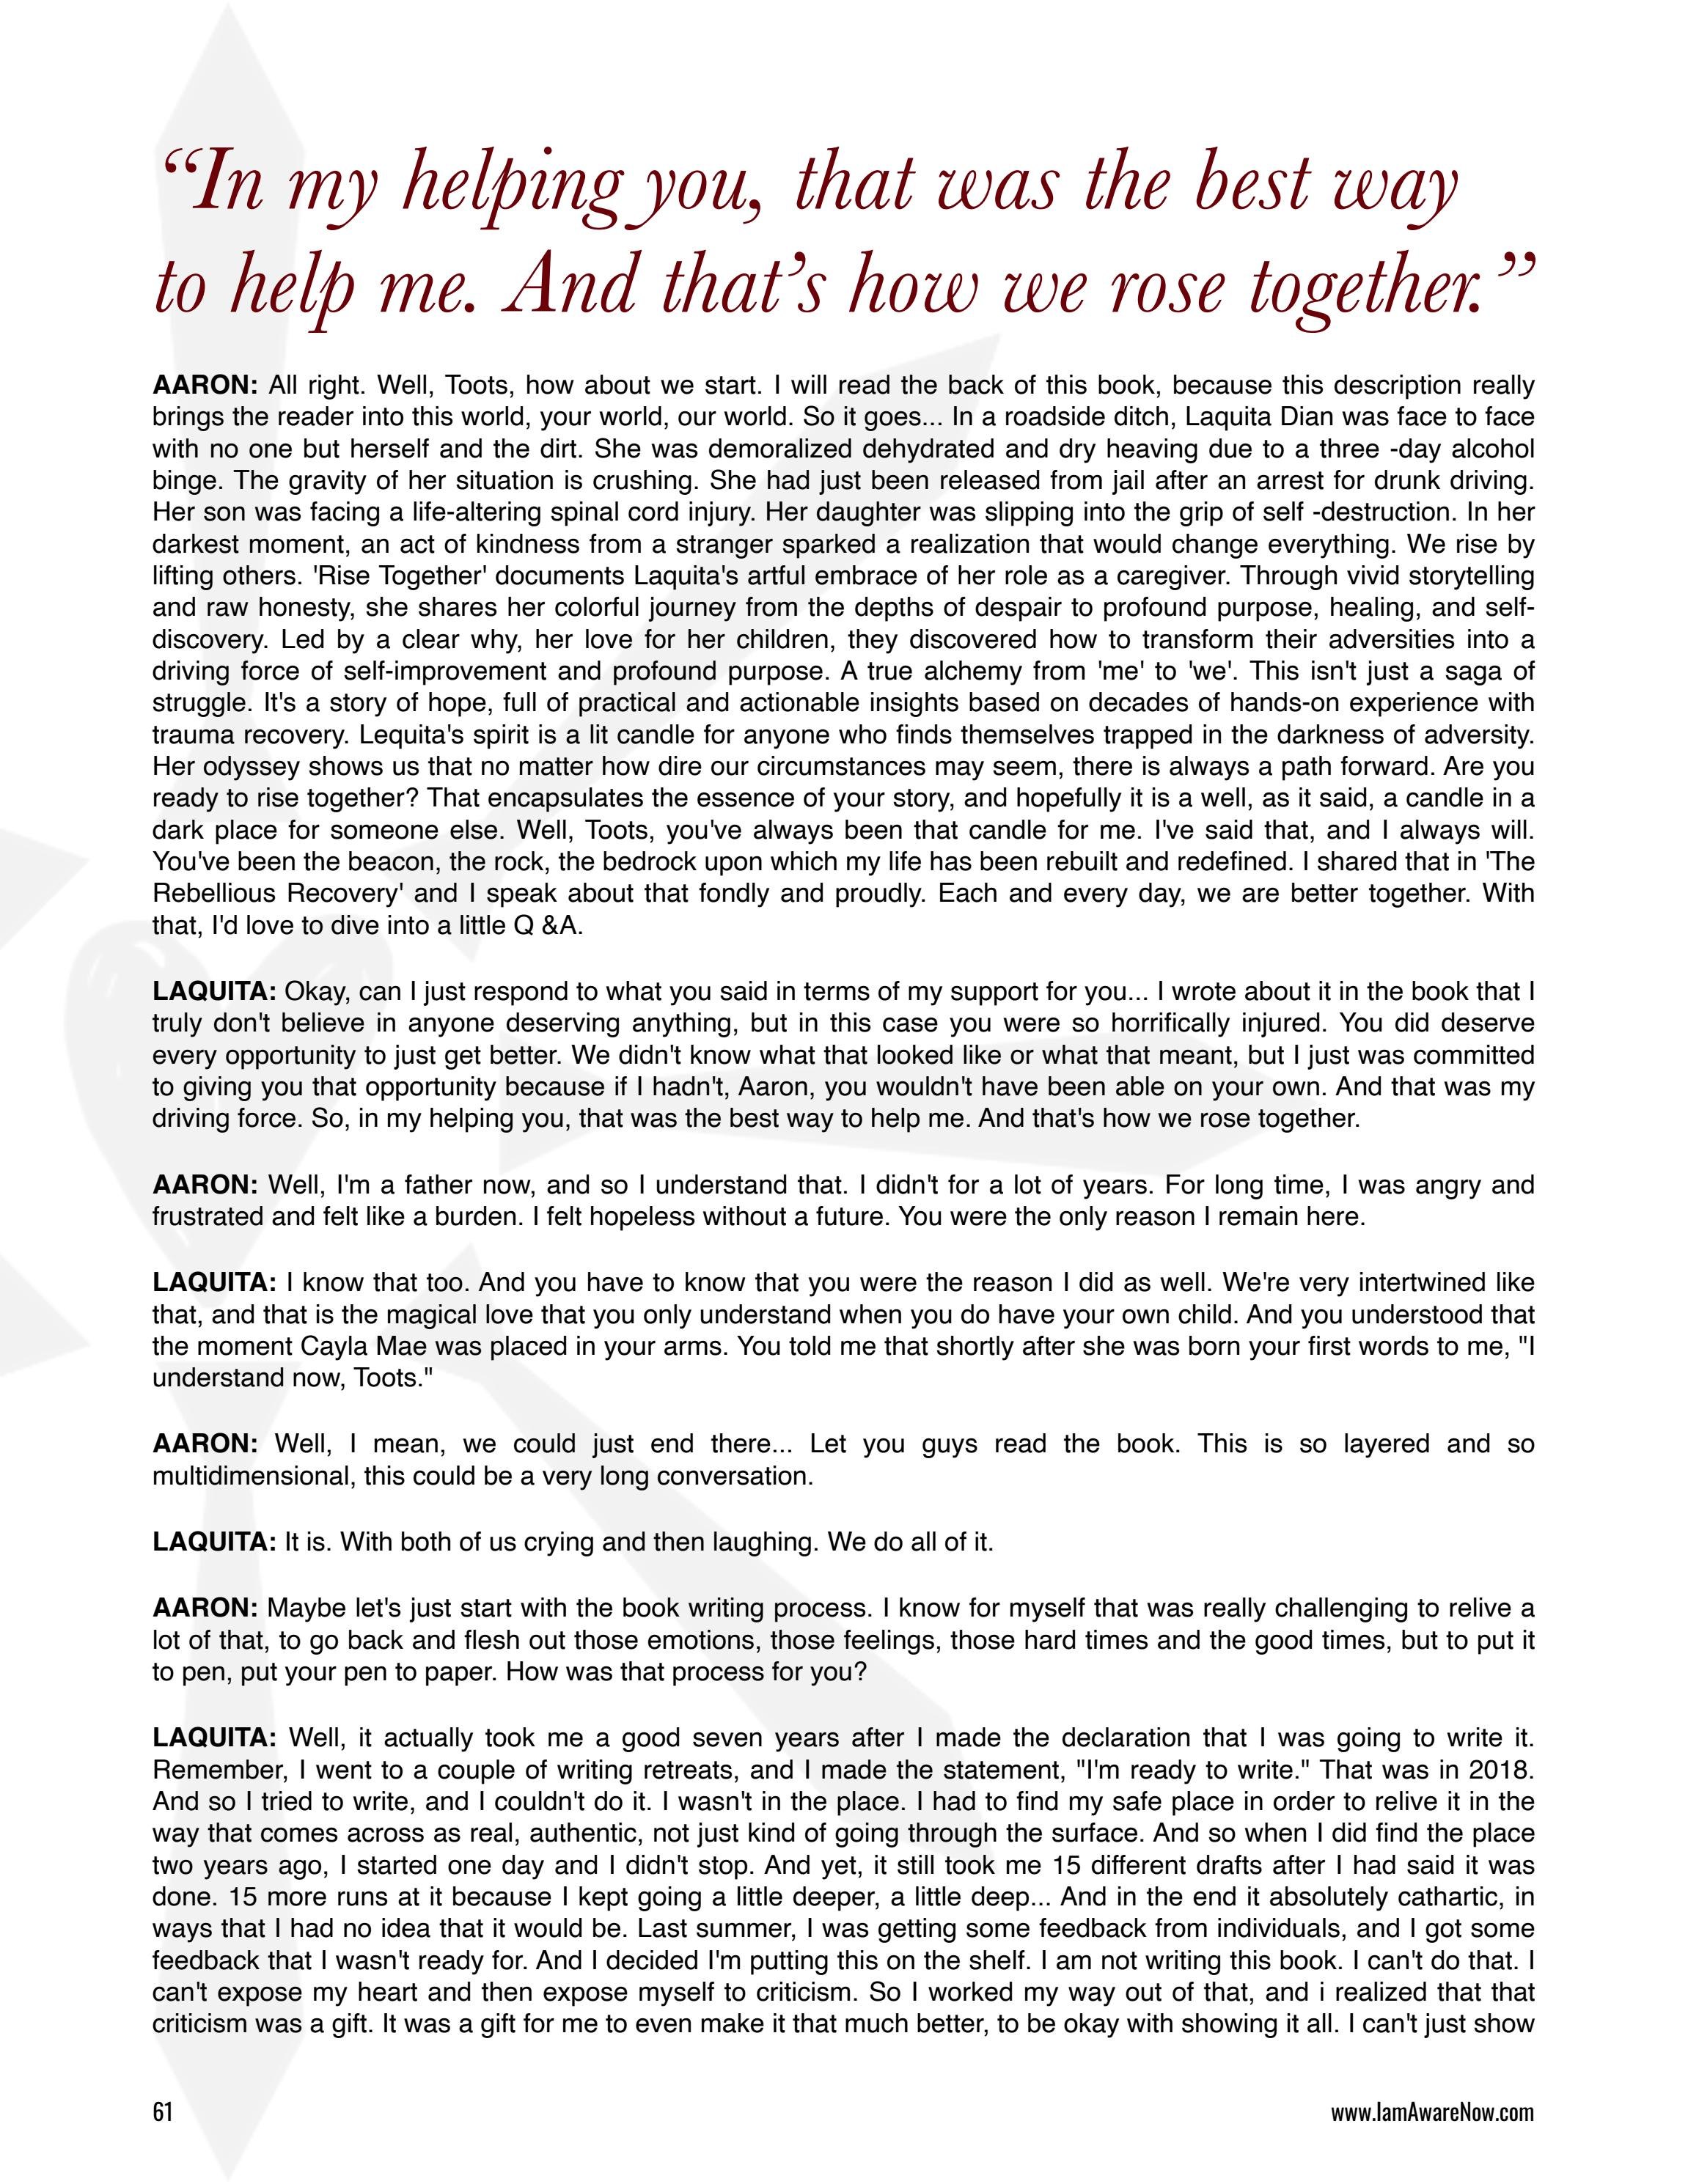 “In my helping you, that was the best way
to help me. And that’s how we rose together.”
AARON: All right. Well, Toots, how about we start. I will read the back of this book, because this description really
brings the reader into this world, your world, our world. So it goes... In a roadside ditch, Laquita Dian was face to face
with no one but herself and the dirt. She was demoralized dehydrated and dry heaving due to a three -day alcohol
binge. The gravity of her situation is crushing. She had just been released from jail after an arrest for drunk driving.
Her son was facing a life-altering spinal cord injury. Her daughter was slipping into the grip of self -destruction. In her
darkest moment, an act of kindness from a stranger sparked a realization that would change everything. We rise by
lifting others. 'Rise Together' documents Laquita's artful embrace of her role as a caregiver. Through vivid storytelling
and raw honesty, she shares her colorful journey from the depths of despair to profound purpose, healing, and self-
discovery. Led by a clear why, her love for her children, they discovered how to transform their adversities into a
driving force of self-improvement and profound purpose. A true alchemy from 'me' to 'we'. This isn't just a saga of
struggle. It's a story of hope, full of practical and actionable insights based on decades of hands-on experience with
trauma recovery. Lequita's spirit is a lit candle for anyone who finds themselves trapped in the darkness of adversity.
Her odyssey shows us that no matter how dire our circumstances may seem, there is always a path forward. Are you
ready to rise together? That encapsulates the essence of your story, and hopefully it is a well, as it said, a candle in a
dark place for someone else. Well, Toots, you've always been that candle for me. I've said that, and I always will.
You've been the beacon, the rock, the bedrock upon which my life has been rebuilt and redefined. I shared that in 'The
Rebellious Recovery' and I speak about that fondly and proudly. Each and every day, we are better together. With
that, I'd love to dive into a little Q &A.
LAQUITA: Okay, can I just respond to what you said in terms of my support for you... I wrote about it in the book that I
truly don't believe in anyone deserving anything, but in this case you were so horrifically injured. You did deserve
every opportunity to just get better. We didn't know what that looked like or what that meant, but I just was committed
to giving you that opportunity because if I hadn't, Aaron, you wouldn't have been able on your own. And that was my
driving force. So, in my helping you, that was the best way to help me. And that's how we rose together.
AARON: Well, I'm a father now, and so I understand that. I didn't for a lot of years. For long time, I was angry and
frustrated and felt like a burden. I felt hopeless without a future. You were the only reason I remain here.
LAQUITA: I know that too. And you have to know that you were the reason I did as well. We're very intertwined like
that, and that is the magical love that you only understand when you do have your own child. And you understood that
the moment Cayla Mae was placed in your arms. You told me that shortly after she was born your first words to me, "I
understand now, Toots."
AARON: Well, I mean, we could just end there... Let you guys read the book. This is so layered and so
multidimensional, this could be a very long conversation.
LAQUITA: It is. With both of us crying and then laughing. We do all of it.
AARON: Maybe let's just start with the book writing process. I know for myself that was really challenging to relive a
lot of that, to go back and flesh out those emotions, those feelings, those hard times and the good times, but to put it
to pen, put your pen to paper. How was that process for you?
LAQUITA: Well, it actually took me a good seven years after I made the declaration that I was going to write it.
Remember, I went to a couple of writing retreats, and I made the statement, "I'm ready to write." That was in 2018.
And so I tried to write, and I couldn't do it. I wasn't in the place. I had to find my safe place in order to relive it in the
way that comes across as real, authentic, not just kind of going through the surface. And so when I did find the place
two years ago, I started one day and I didn't stop. And yet, it still took me 15 different drafts after I had said it was
done. 15 more runs at it because I kept going a little deeper, a little deep... And in the end it absolutely cathartic, in
ways that I had no idea that it would be. Last summer, I was getting some feedback from individuals, and I got some
feedback that I wasn't ready for. And I decided I'm putting this on the shelf. I am not writing this book. I can't do that. I
can't expose my heart and then expose myself to criticism. So I worked my way out of that, and i realized that that
criticism was a gift. It was a gift for me to even make it that much better, to be okay with showing it all. I can't just show
61
www.IamAwareNow.com